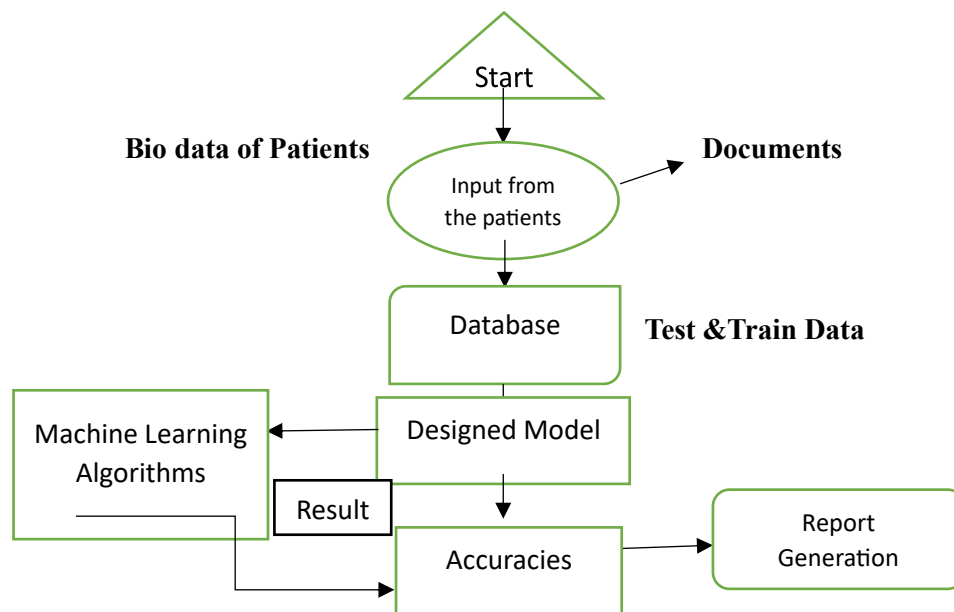 Start
Bio data of Patients
Documents
Input from
the patients
Database
Test &Train Data
Machine Learning
Algorithms
Designed Model
Result
Accuracies
Report
Generation